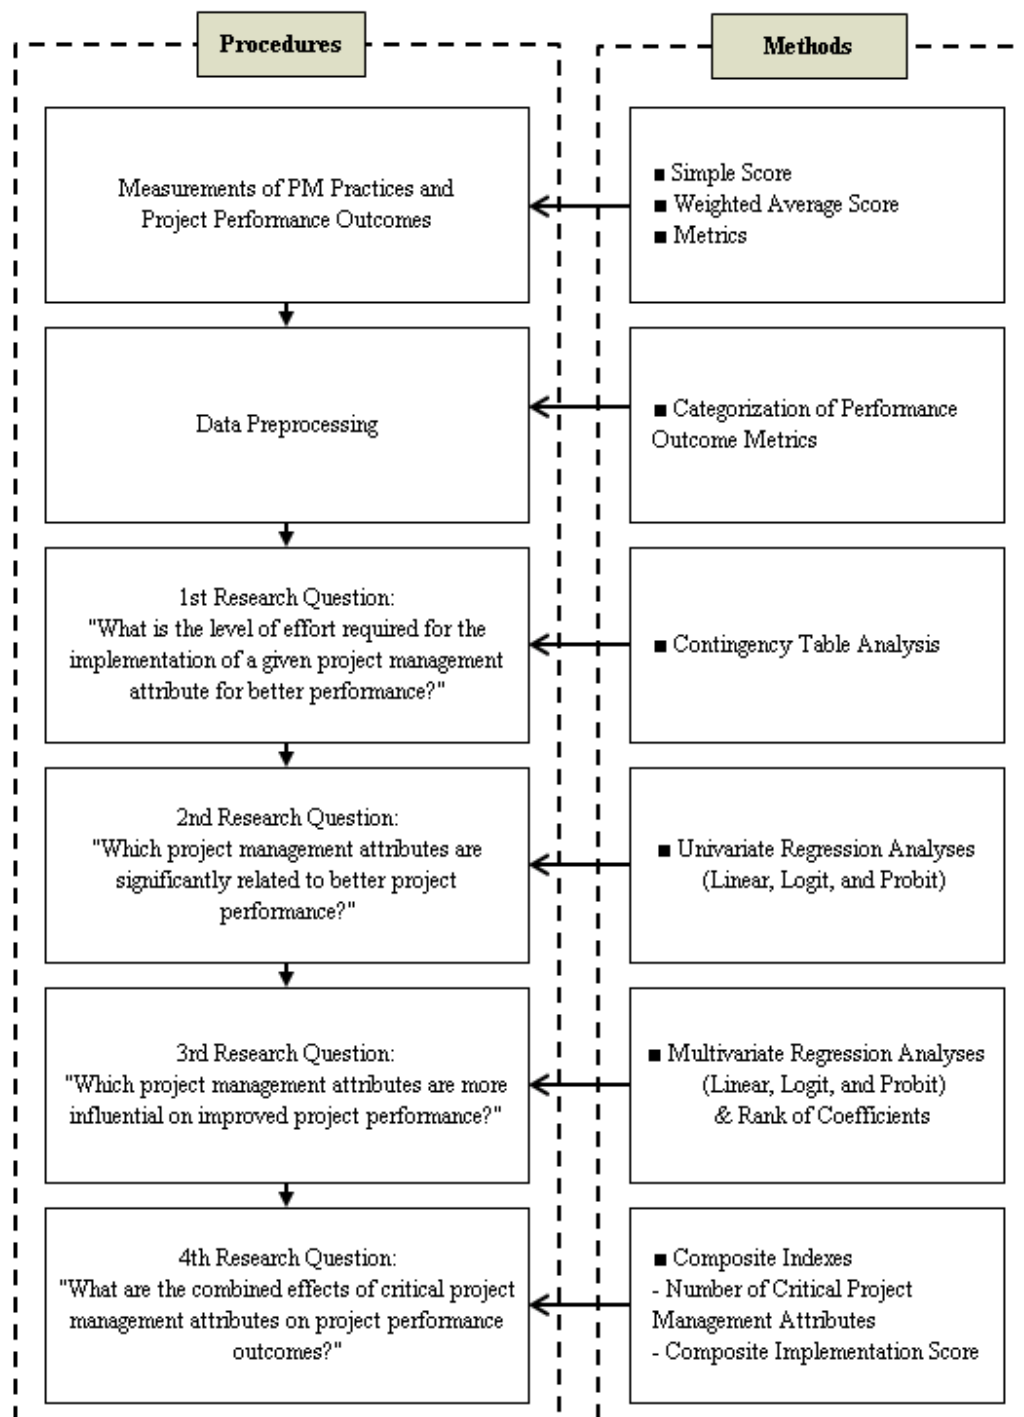 Procedures
Methods
Measurements of PM Practices and
Project Performance Outcomes
■ Simple Score
■ Weighted Average Score
■ Metrics
Data Preprocessing
■ Categorization of Performance
Outcome Metrics
1st Research Question:
"What is the level of effort required for the
implementation of a given project management
attribute for better performance?"
■ Contingency Table Analysis
2nd Research Question:
"Which project management attributes are
significantly related to better project
performance?"
■ Univariate Regression Analyses
(Linear, Logit, and Probit)
3rd Research Question:
"Which project management attributes are more
influential on improved project performance?"
■ Multivariate Regression Analyses
(Linear, Logit, and Probit)
& Rank of Coefficients
4th Research Question:
"What are the combined effects of critical project
management attributes on project performance
outcomes?"
■ Composite Indexes
- Number of Critical Project
Management Attributes
- Composite Implementation Score